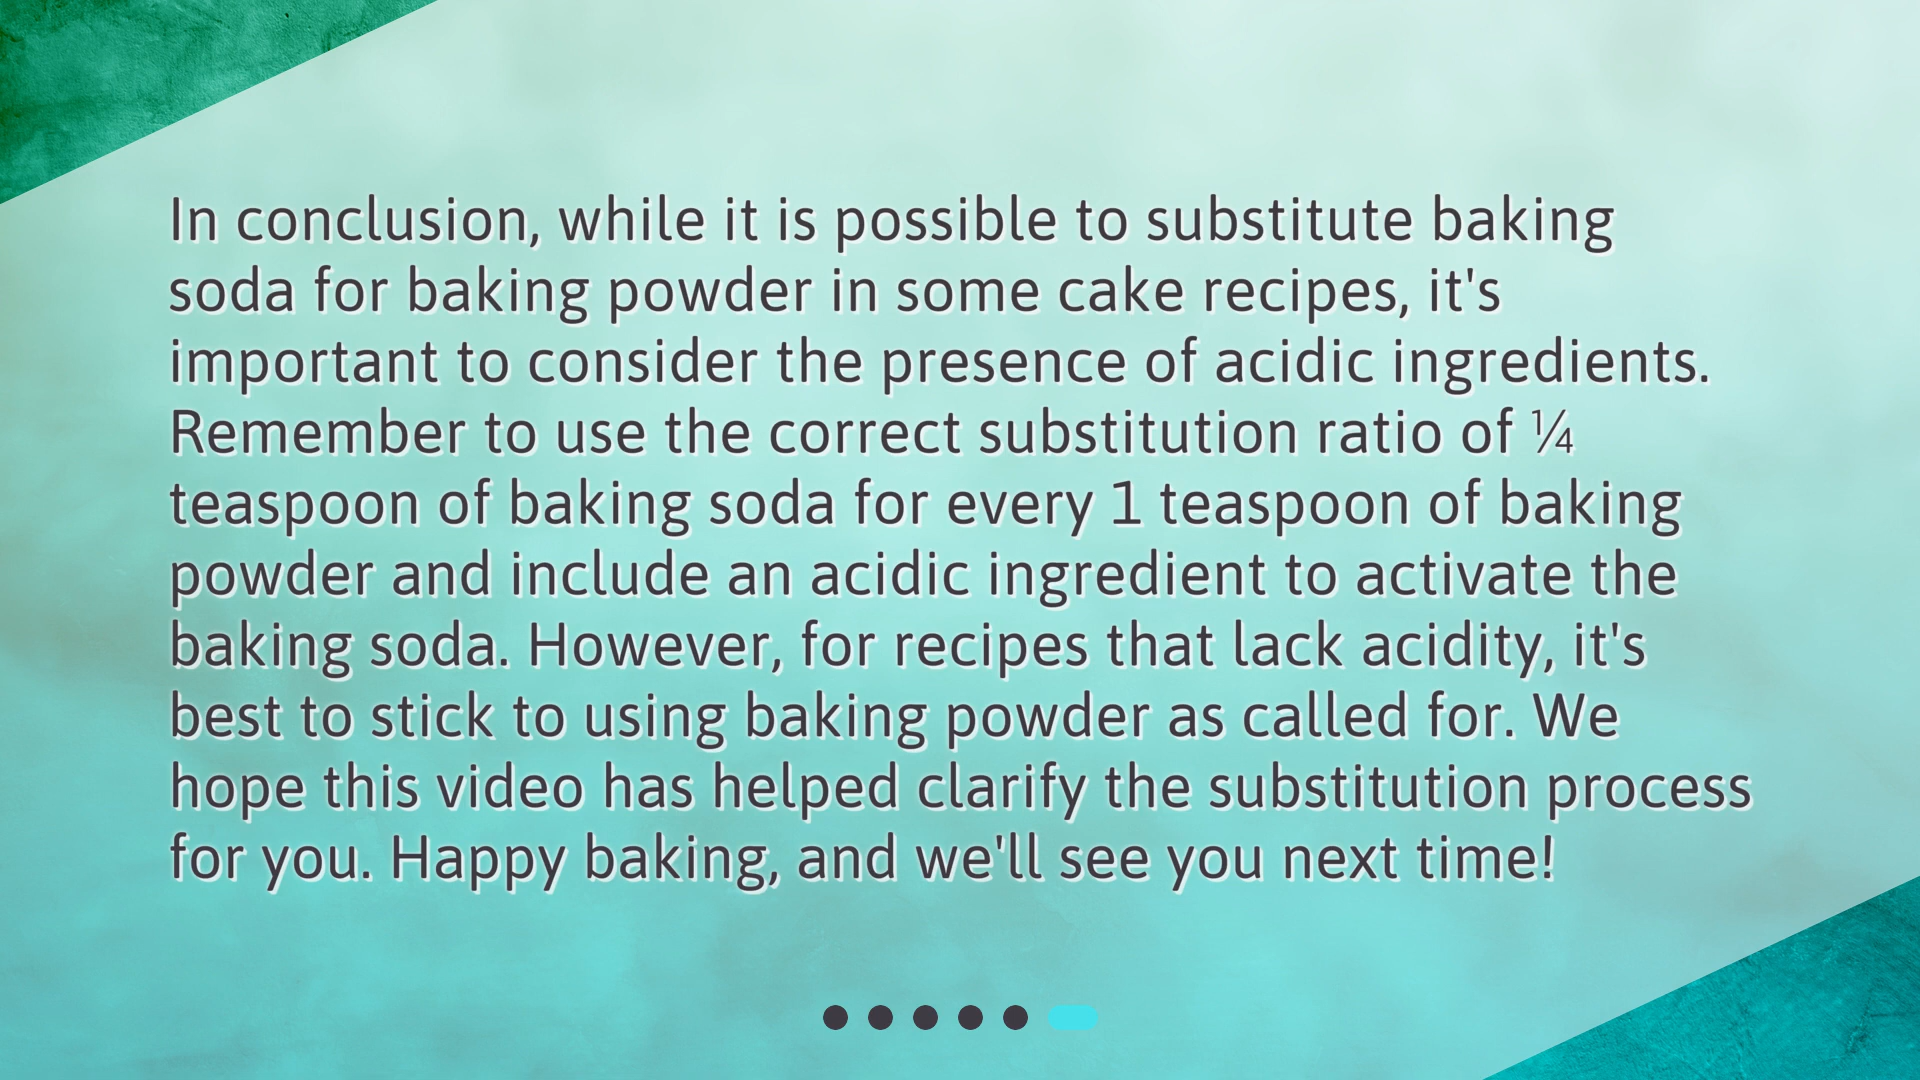 In conclusion, while it is possible to substitute baking
soda for baking powder in some cake recipes, it's
important to consider the presence of acidic ingredients.
Remember to use the correct substitution ratio of ¼
teaspoon of baking soda for every 1 teaspoon of baking
powder and include an acidic ingredient to activate the
baking soda. However, for recipes that lack acidity, it's
best to stick to using baking powder as called for. We
hope this video has helped clarify the substitution process
for you. Happy baking, and we'll see you next time!